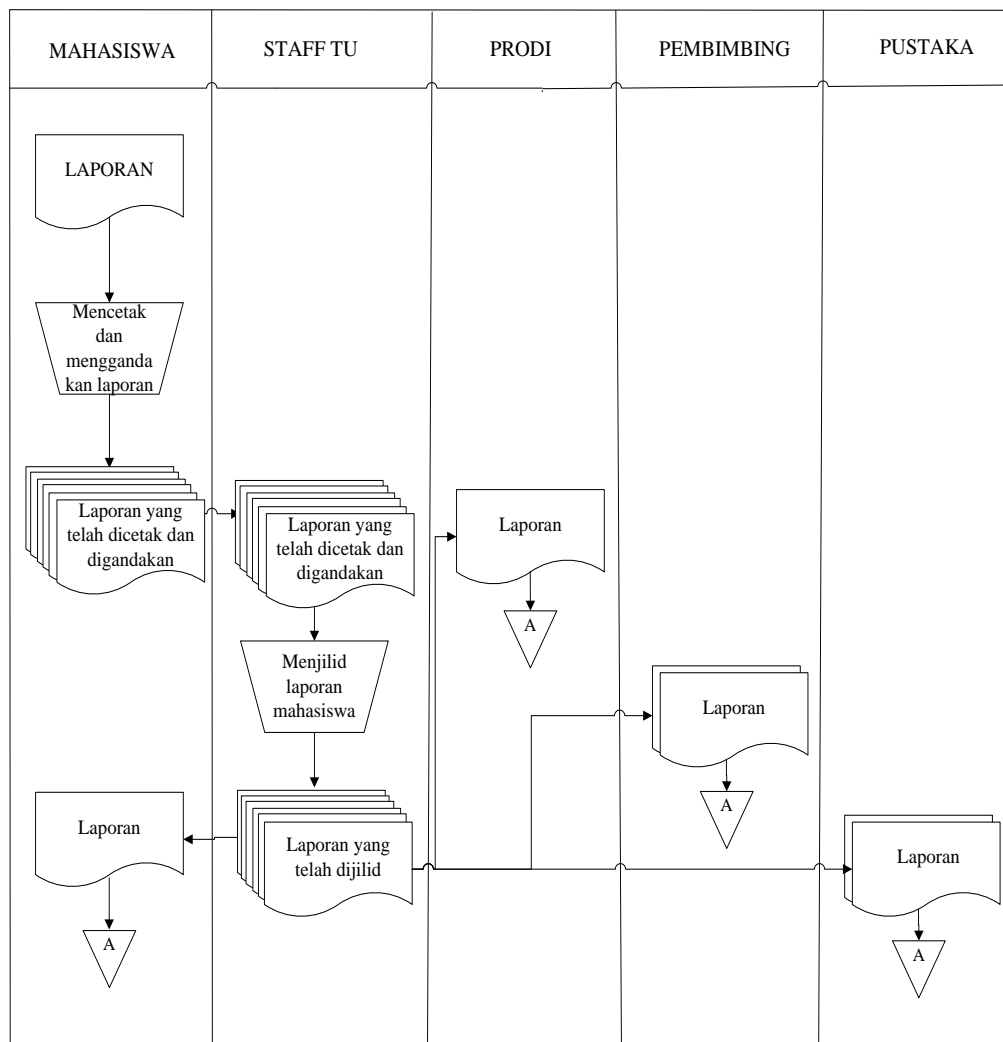 MAHASISWA
STAFF TU
PRODI
PEMBIMBING
PUSTAKA
LAPORAN
Mencetak
dan
mengganda
kan laporan
Laporan yang
telah dicetak dan
digandakan
Laporan yang
telah dicetak dan
digandakan
Laporan
A
Menjilid
laporan
mahasiswa
Laporan
A
Laporan
A
Laporan yang
telah dijilid
Laporan
A